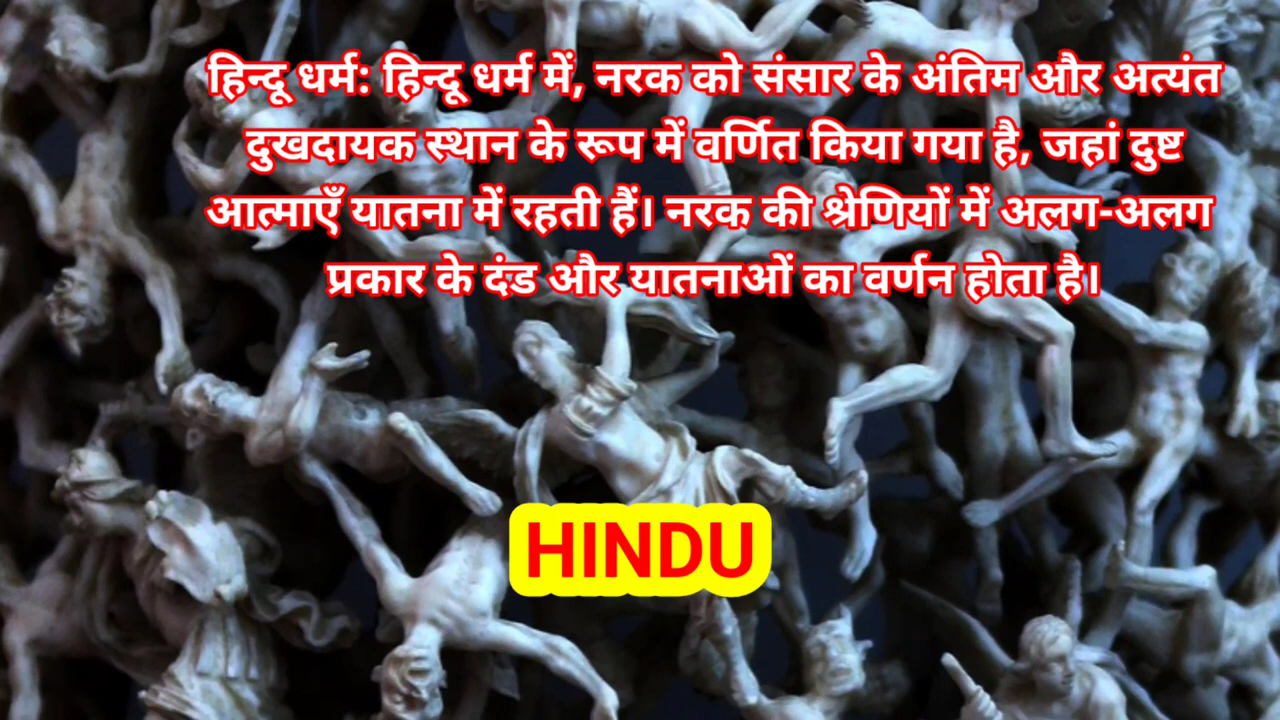 हिन्दू धर्म: हिन्दू धर्म में, नरक को संसार के अंतिम और अत्यंत
दुखदायक स्थान के रूप में वर्णित किया गया है, जहां दुष्ट
आत्माएँ यातना में रहती हैं। नरक की श्रेणियों में अलग-अलग
प्रकार के दंड और यातनाओं का वर्णन होता है।
HINDU